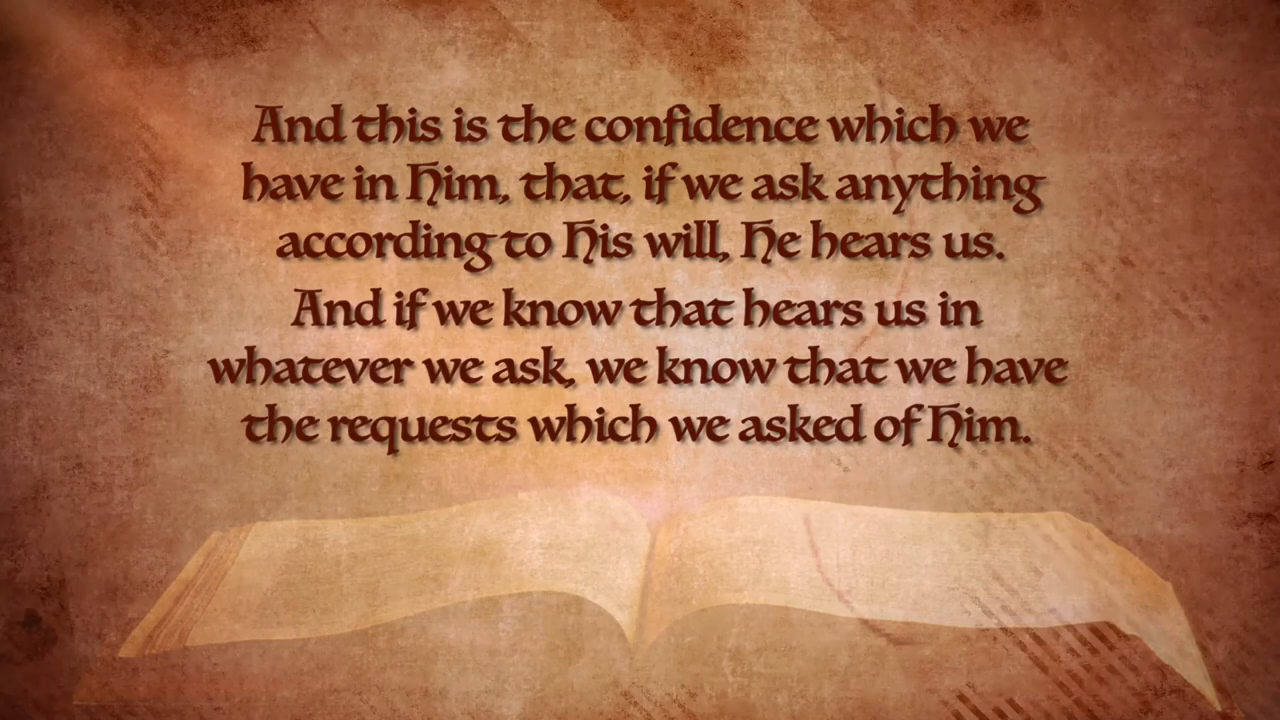 And this is the confidence which we
have in Him, that, if we ask anything
according to His will, He hears us.
And if we know that hears us in
whatever we ask, we know that we have
the requests which we asked of Him.